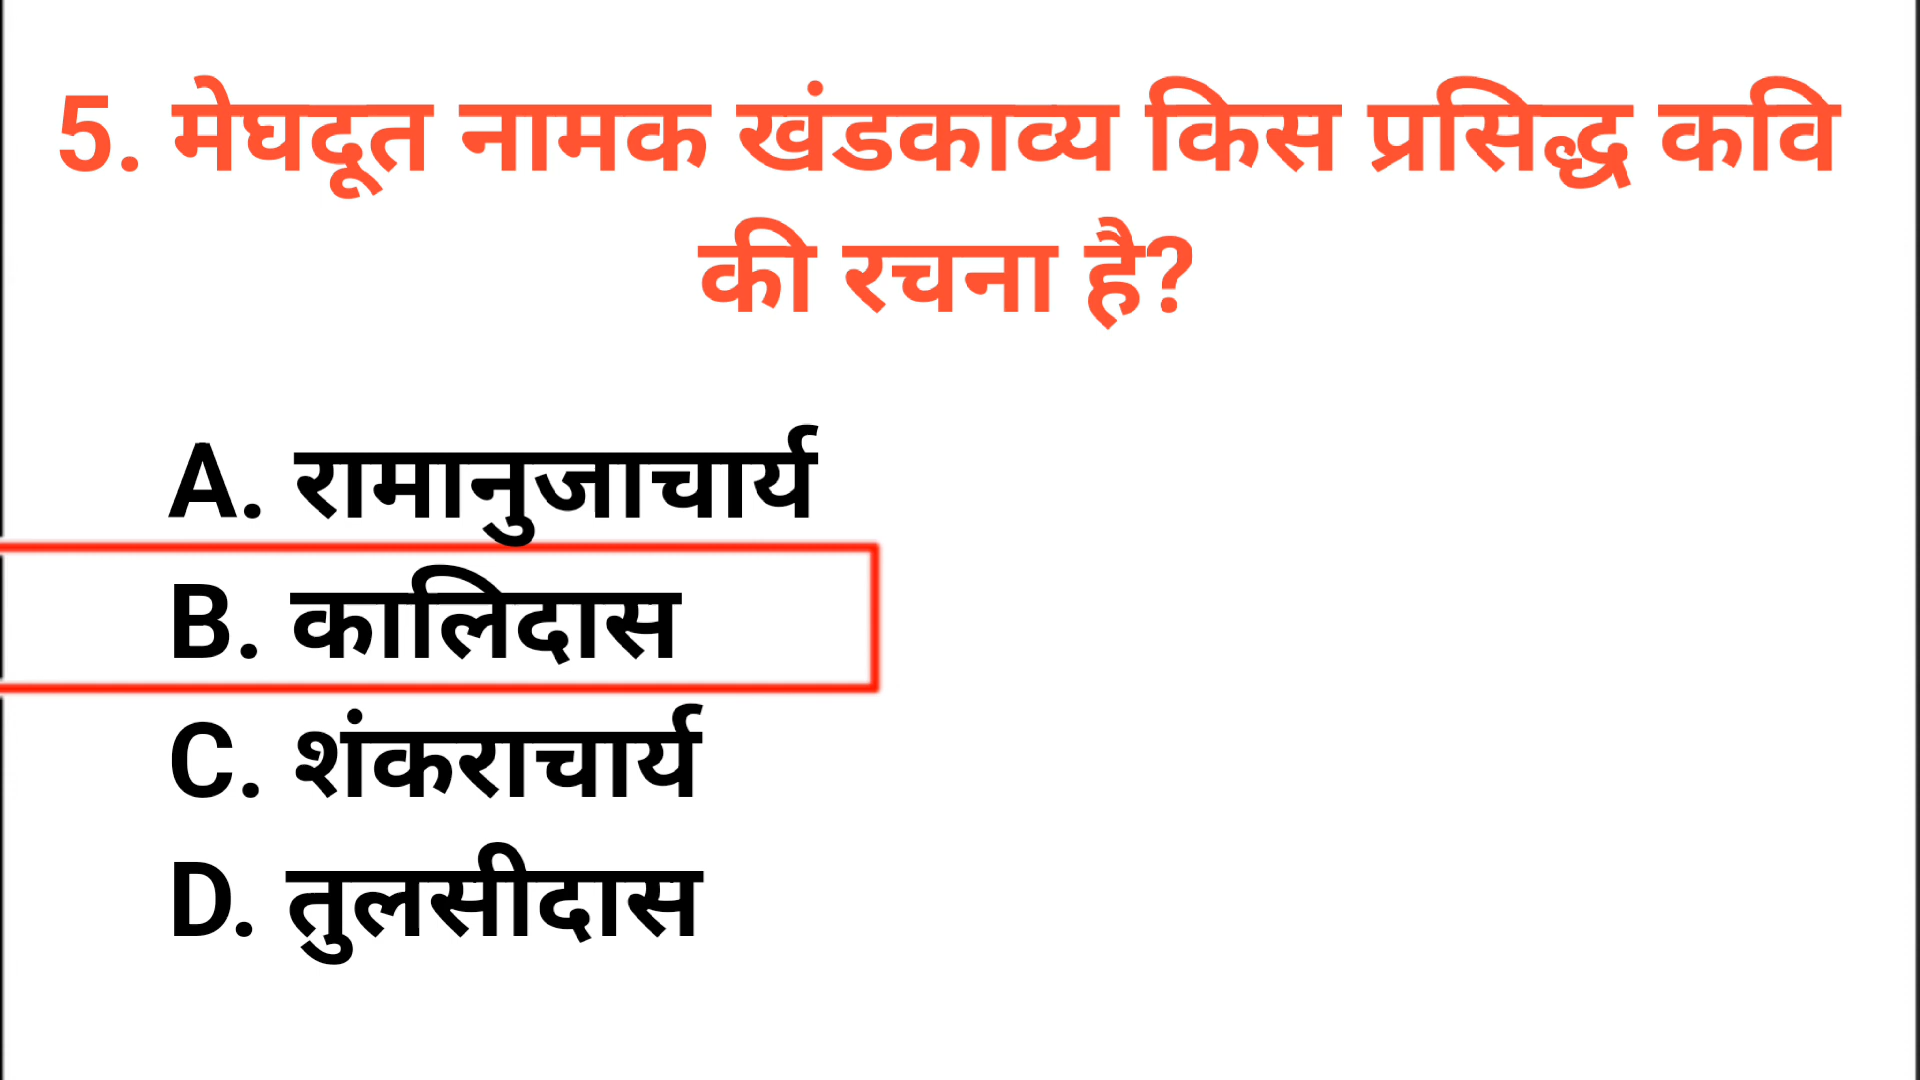 5. मेघदूत नामक खंडकाव्य किस प्रसिद्ध कवि
की रचना है?
A. रामानुजाचार्य
B. कालिदास
C. शंकराचार्य
D. तुलसीदास